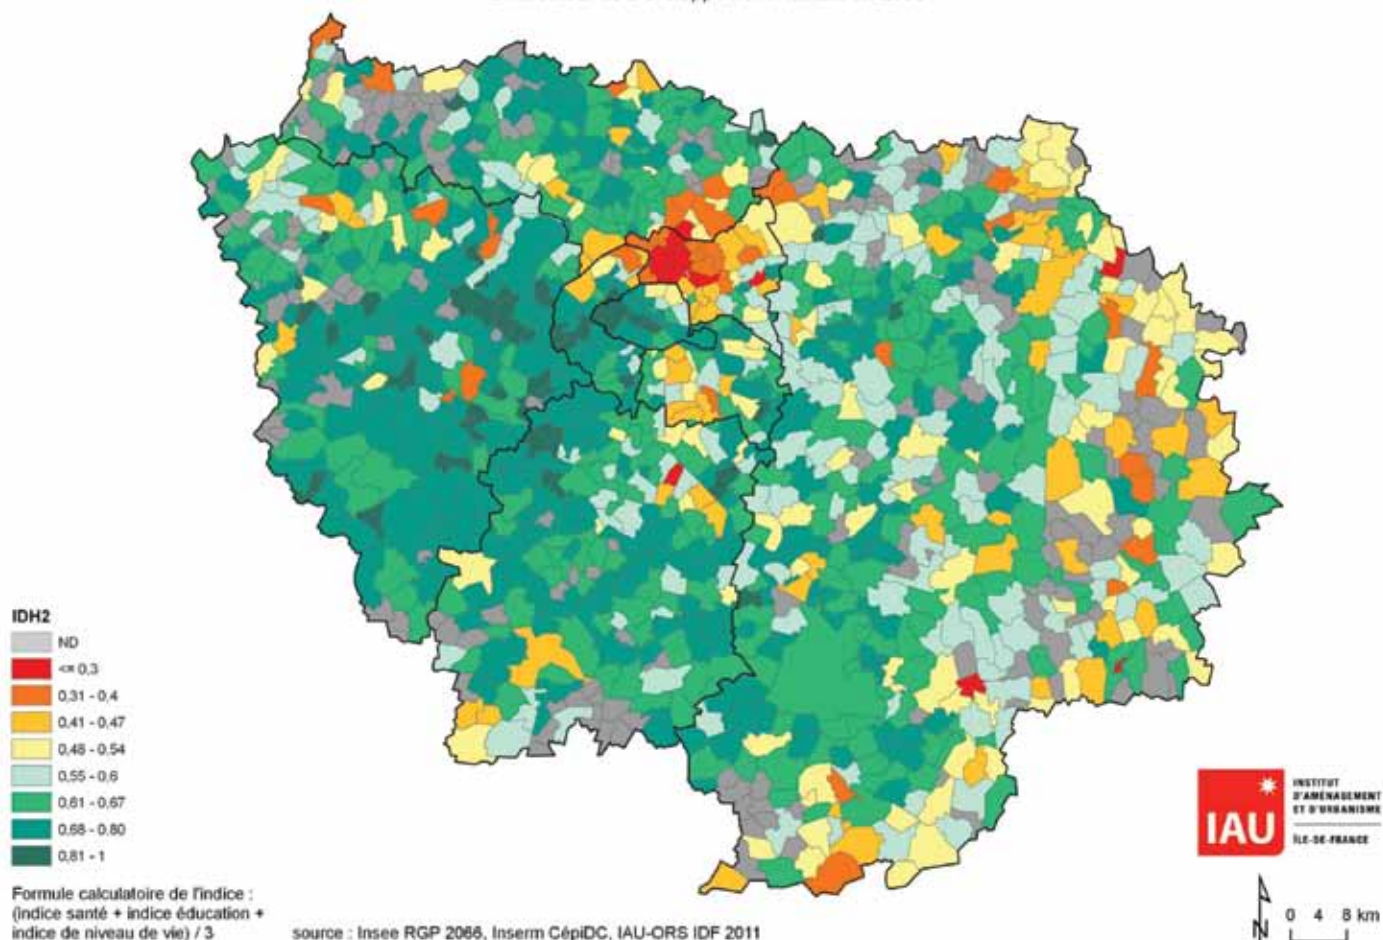 IDH2
ND
<= 0,3
0,31 - 0,4
0,41 - 0,47
0,48 - 0,54
0,55 - 0,6
0,61 - 0,67
0,68 - 0,80
0,81 - 1
Formule calculatoire de l'indice :
(indice santé + indice éducation +
indice de niveau de vie) / 3
source : Insee RGP 2066, Inserm CépiDC, IAU-ORS IDF 2011
IAU
INSTITUT
D'AMÉNAGEMENT
ET D'URBANISME
ÎLE-DE-FRANCE
N
0 4 8 km